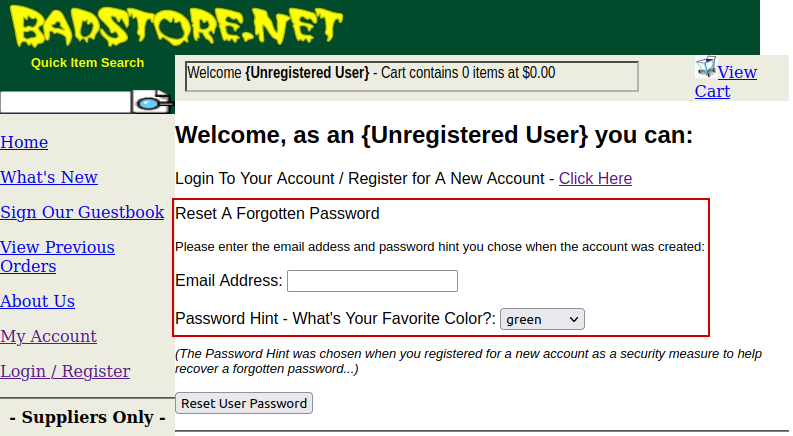 BADSTORE.NET
Quick Item Search
Welcome {Unregistered User} - Cart contains 0 items at $0.00
View
Cart
Home
What's New
Sign Our Guestbook
View Previous
Orders
About Us
My Account
Login / Register
- Suppliers Only -
Welcome, as an {Unregistered User} you can:
Login To Your Account / Register for A New Account - Click Here
Reset A Forgotten Password
Please enter the email addess and password hint you chose when the account was created:
Email Address:
Password Hint - What's Your Favorite Color?: green
(The Password Hint was chosen when you registered for a new account as a security measure to help
recover a forgotten password...)
Reset User Password